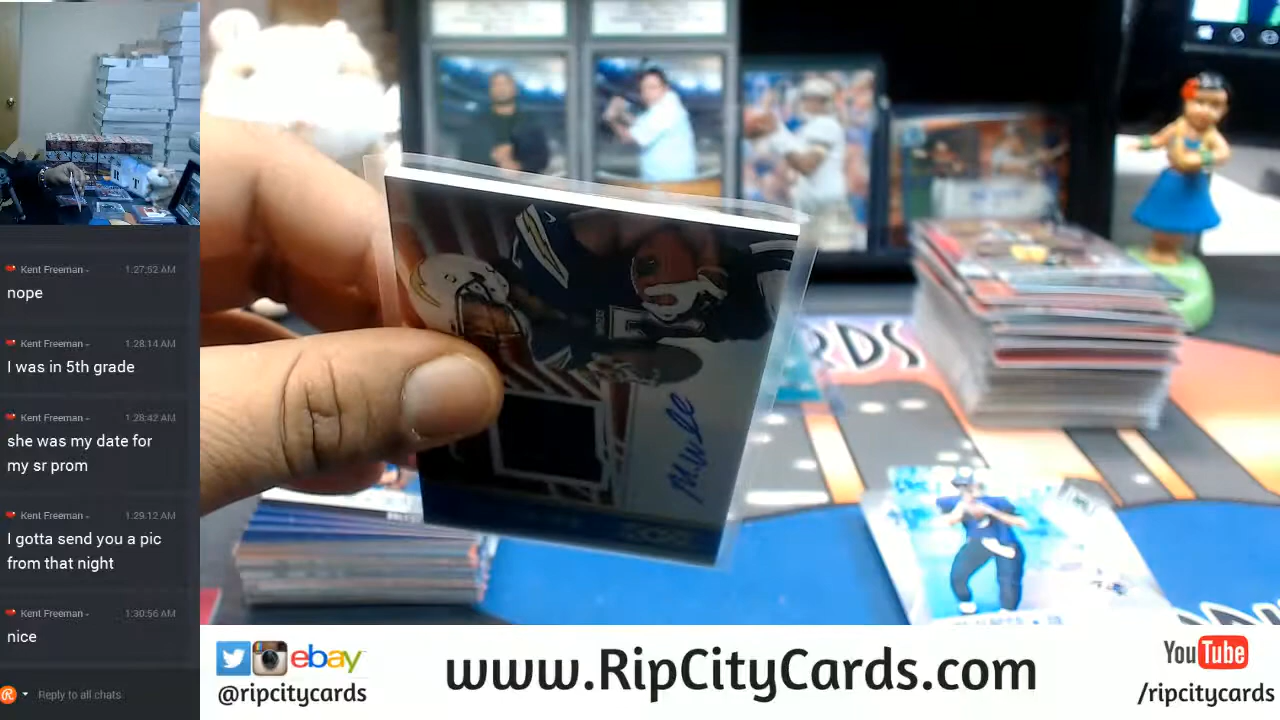 Kent Freeman - 1:27:52 AM
nope
Kent Freeman - 1:28:14 AM
I was in 5th grade
Kent Freeman - 1:28:42 AM
she was my date for
my sr prom
Kent Freeman - 1:29:12 AM
I gotta send you a pic
from that night
Kent Freeman - 1:30:56 AM
nice
Reply to all chats
RDS
ebay
@ripcitycards
www.RipCityCards.com
YouTube
/ripcitycards